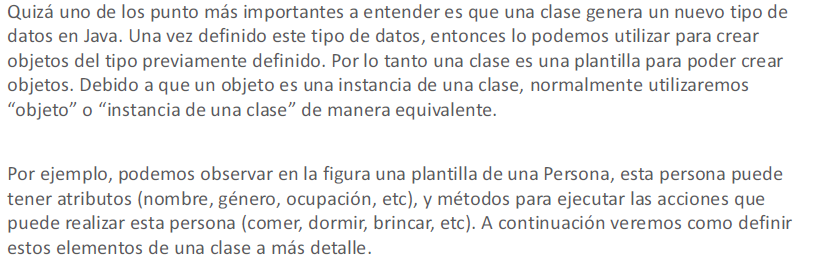 Quizá uno de los punto más importantes a entender es que una clase genera un nuevo tipo de
datos en Java. Una vez definido este tipo de datos, entonces lo podemos utilizar para crear
objetos del tipo previamente definido. Por lo tanto una clase es una plantilla para poder crear
objetos. Debido a que un objeto es una instancia de una clase, normalmente utilizaremos
“objeto” o “instancia de una clase” de manera equivalente.
Por ejemplo, podemos observar en la figura una plantilla de una Persona, esta persona puede
tener atributos (nombre, género, ocupación, etc), y métodos para ejecutar las acciones que
puede realizar esta persona (comer, dormir, brincar, etc). A continuación veremos como definir
estos elementos de una clase a más detalle.